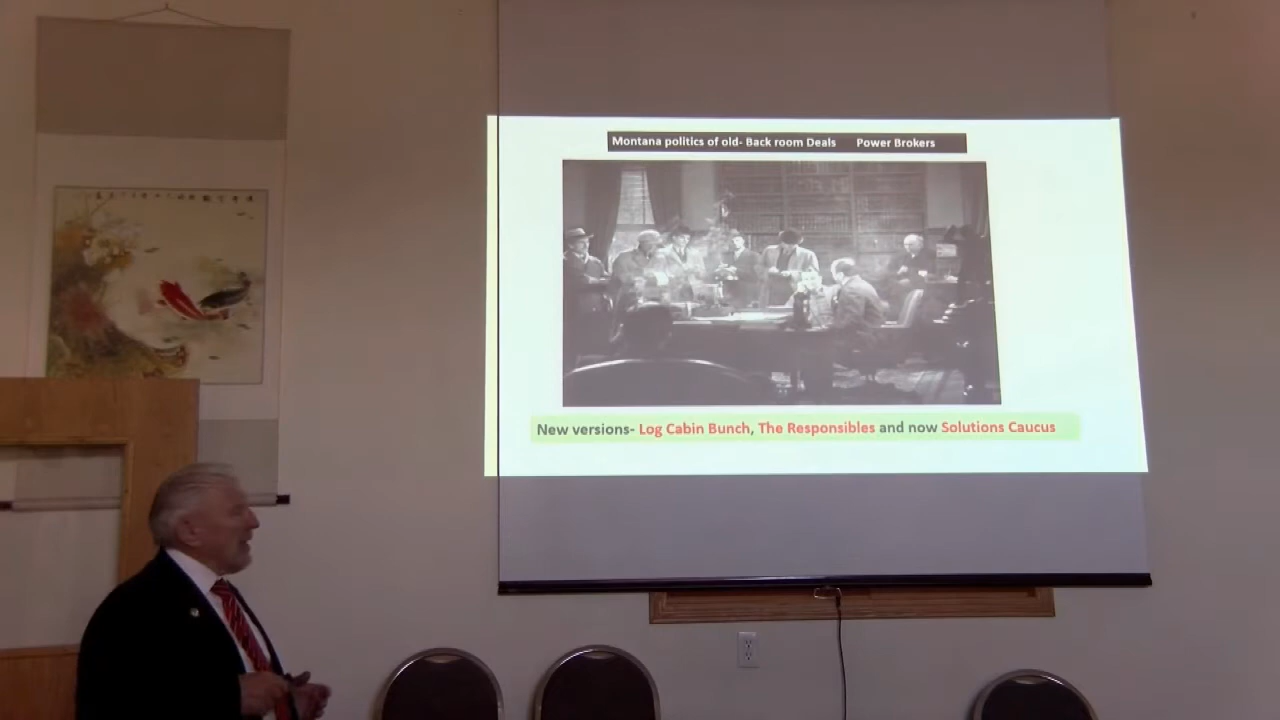 Montana politics of old- Back room Deals Power Brokers
New versions- Log Cabin Bunch, The Responsibles and now Solutions Caucus